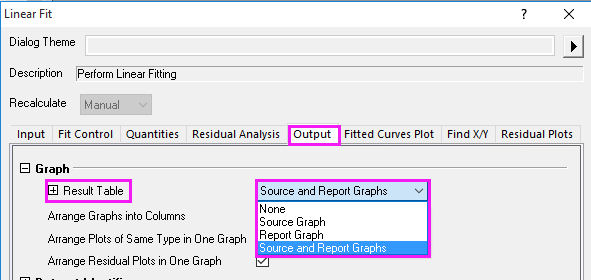 Linear Fit
?
Dialog Theme
Description Perform Linear Fitting
Recalculate Manual
Input Fit Control Quantities Residual Analysis Output Fitted Curves Plot Find X/Y Residual Plots
Graph
Result Table Source and Report Graphs
None
Arrange Graphs into Columns Source Graph
Report Graph
Arrange Plots of Same Type in One Graph Source and Report Graphs
Arrange Residual Plots in One Graph